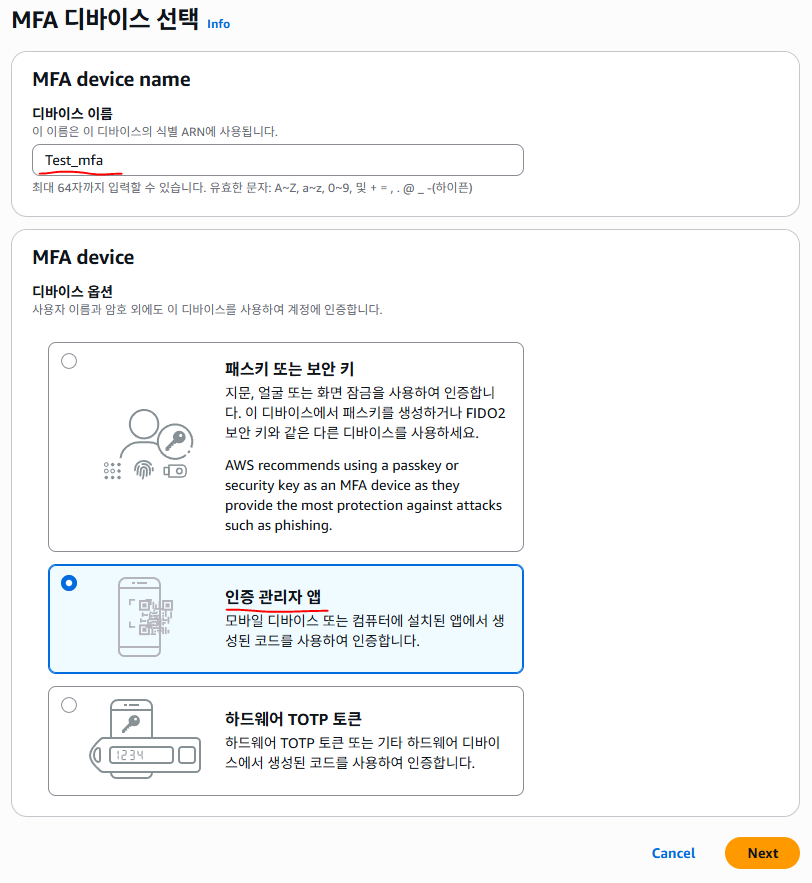 MFA 디바이스 선택 Info
MFA device name
디바이스 이름
이 이름은 이 디바이스의 식별 ARN에 사용됩니다.
Test_mfa
최대 64자까지 입력할 수 있습니다. 유효한 문자: A~Z, a~z, 0~9, 및 + = , . @ _ -(하이픈)
MFA device
디바이스 옵션
사용자 이름과 암호 외에도 이 디바이스를 사용하여 계정에 인증합니다.
패스키 또는 보안 키
지문, 얼굴 또는 화면 잠금을 사용하여 인증합니
다. 이 디바이스에서 패스키를 생성하거나 FIDO2
보안 키와 같은 다른 디바이스를 사용하세요.
AWS recommends using a passkey or
security key as an MFA device as they
provide the most protection against attacks
such as phishing.
인증 관리자 앱
모바일 디바이스 또는 컴퓨터에 설치된 앱에서 생
성된 코드를 사용하여 인증합니다.
1234
하드웨어 TOTP 토큰
하드웨어 TOTP 토큰 또는 기타 하드웨어 디바이
스에서 생성된 코드를 사용하여 인증합니다.
Cancel
Next